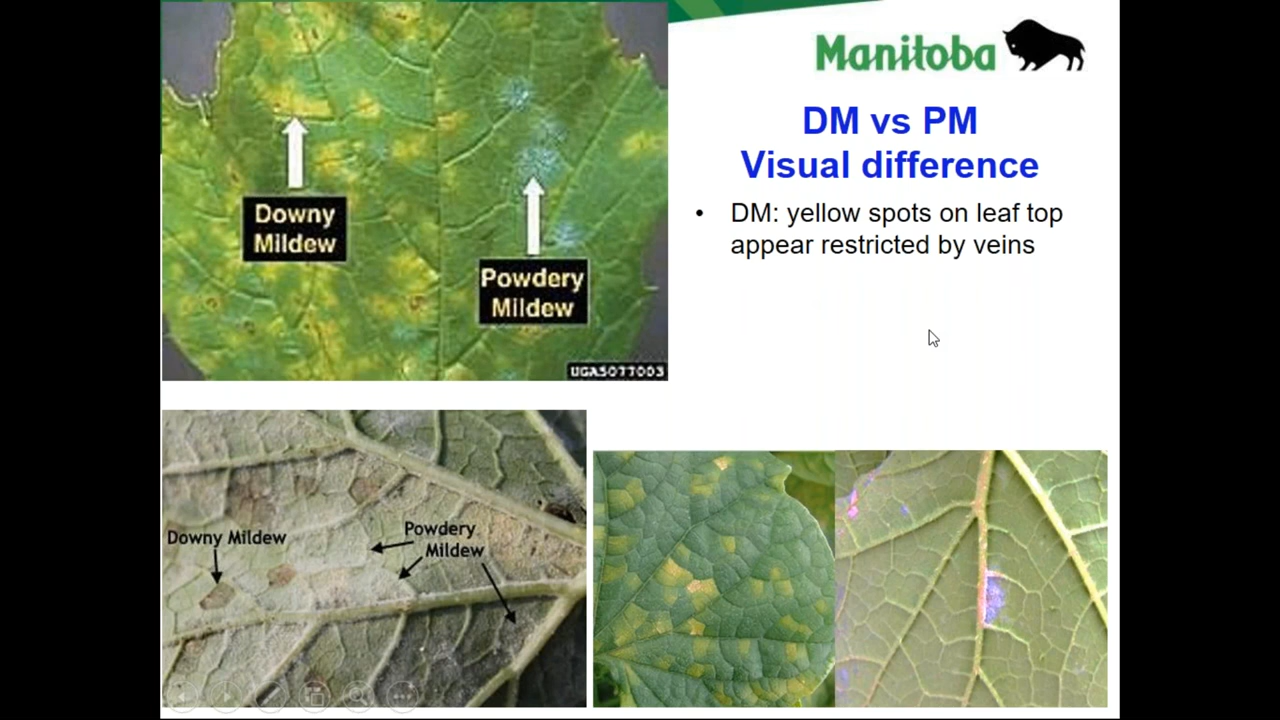 Manitoba
DM vs PM
Visual difference
• DM: yellow spots on leaf top
appear restricted by veins
Downy
Mildew
Powdery
Mildew
UGA5077003
Downy Mildew
Powdery
Mildew